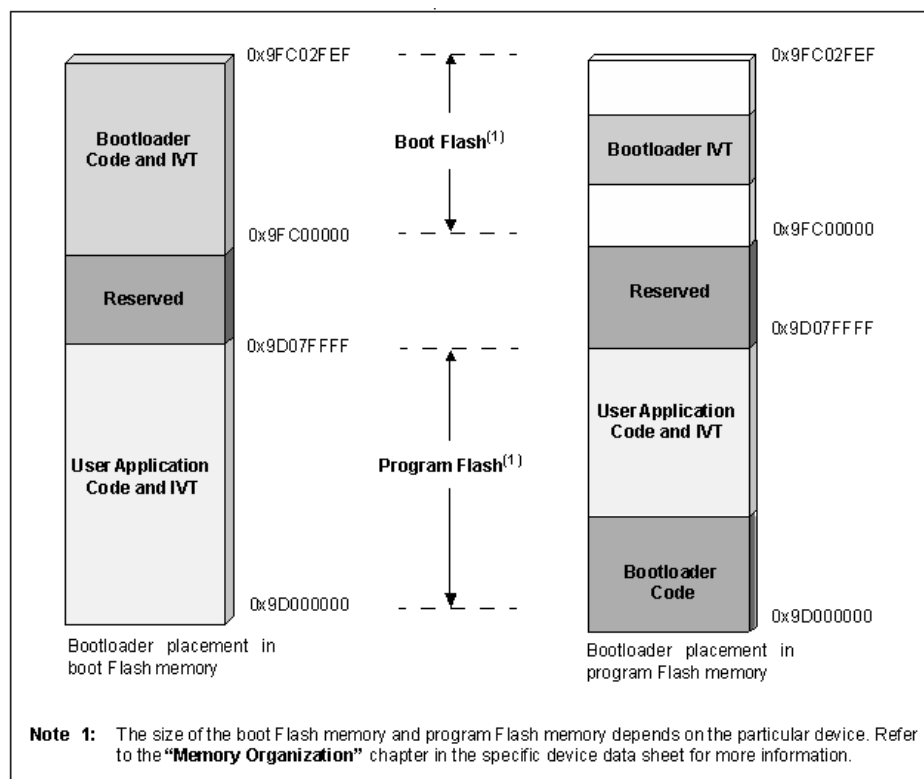 0x9FC02FEF
Bootloader
Code and IVT
0x9FC00000
Reserved
0x9D07FFFF
User Application
Code and IVT
0x9D000000
Bootloader placement in
boot Flash memory
Boot Flash(1)
Program Flash(1)
0x9FC02FEF
Bootloader IVT
0x9FC00000
Reserved
0x9D07FFFF
User Application
Code and IVT
Bootloader
Code
0x9D000000
Bootloader placement in
program Flash memory
Note 1: The size of the boot Flash memory and program Flash memory depends on the particular device. Refer
to the “Memory Organization” chapter in the specific device data sheet for more information.